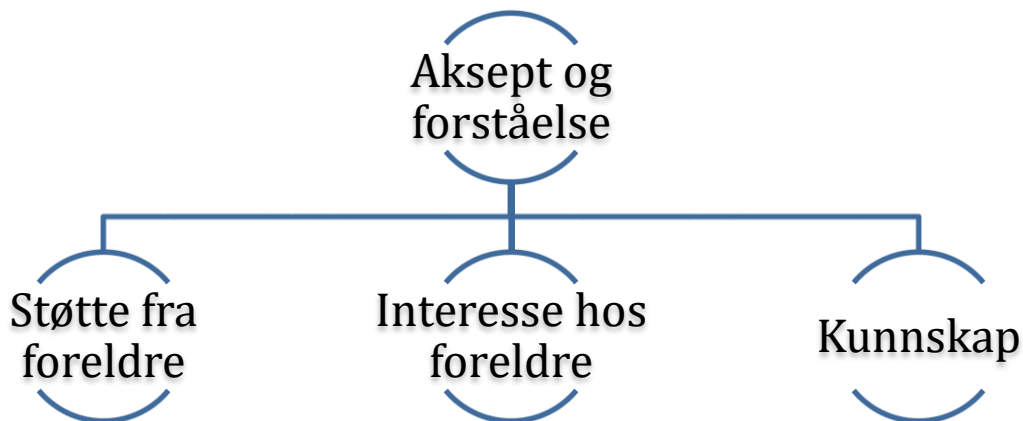 Aksept og
forståelse
Støtte fra
foreldre
Interesse hos
foreldre
Kunnskap